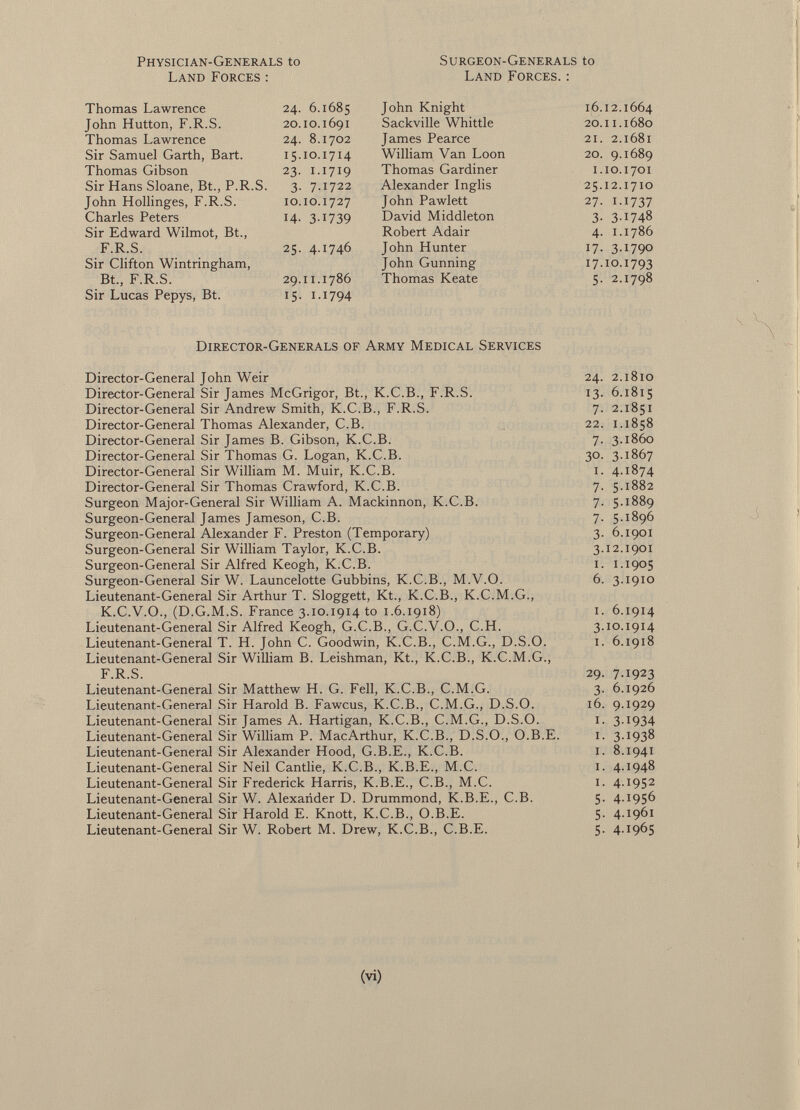 PHYSICIAN-GENERALS to
LAND FORCES :
Thomas Lawrence 24. 6.1685
John Hutton, F.R.S. 20.10.1691
Thomas Lawrence 24. 8.1702
Sir Samuel Garth, Bart. 15.10.1714
Thomas Gibson 23. 1.1719
Sir Hans Sloane, Bt., P.R.S. 3. 7.1722
John Hollinges, F.R.S. 10.10.1727
Charles Peters 14. 3.1739
Sir Edward Wilmot, Bt.,
F.R.S. 25. 4.1746
Sir Clifton Wintringham,
Bt., F.R.S. 29.11.1786
Sir Lucas Pepys, Bt. 15. 1.1794
SURGEON-GENERALS to
LAND FORCES. :
John Knight 16.12.1664
Sackville Whittle 20.11.1680
James Pearce 21. 2.1681
William Van Loon 20. 9.1689
Thomas Gardiner 1.10.1701
Alexander Inglis 25.12.1710
John Pawlett 27. 1.1737
David Middleton 3. 3.1748
Robert Adair 4. 1.1786
John Hunter 17. 3.1790
John Gunning 17.10.1793
Thomas Keate 5. 2.1798
DIRECTOR-GENERALS OF ARMY MEDICAL SERVICES
Director-General John Weir 24. 2.1810
Director-General Sir James McGrigor, Bt., K.C.B., F.R.S. 13. 6.1815
Director-General Sir Andrew Smith, K.C.B., F.R.S. 7. 2.1851
Director-General Thomas Alexander, C.B. 22. 1.1858
Director-General Sir James B. Gibson, K.C.B. 7. 3.1860
Director-General Sir Thomas G. Logan, K.C.B. 30. 3.1867
Director-General Sir William M. Muir, K.C.B. 1. 4.1874
Director-General Sir Thomas Crawford, K.C.B. 7. 5.1882
Surgeon Major-General Sir William A. Mackinnon, K.C.B. 7. 5.1889
Surgeon-General James Jameson, C.B. 7. 5.1896
Surgeon-General Alexander F. Preston (Temporary) 3. 6.1901
Surgeon-General Sir William Taylor, K.C.B. 3.12.1901
Surgeon-General Sir Alfred Keogh, K.C.B. 1. 1.1905
Surgeon-General Sir W. Launcelotte Gubbins, K.C.B., M.V.O. 6. 3.1910
Lieutenant-General Sir Arthur T. Sloggett, Kt., K.C.B., K.C.M.G.,
K.C.V.O., (D.G.M.S. France 3.10.1914 to 1.6.1918) 1. 6.1914
Lieutenant-General Sir Alfred Keogh, G.C.B., G.C.V.O., C.H. 3.10.1914
Lieutenant-General T. H. John C. Goodwin, K.C.B., C.M.G., D.S.O. 1. 6.1918
Lieutenant-General Sir William B. Leishman, Kt., K.C.B., K.C.M.G.,
F.R.S. 29. 7.1923
Lieutenant-General Sir Matthew H. G. Fell, K.C.B., C.M.G. 3. 6.1926
Lieutenant-General Sir Harold B. Fawcus, K.C.B., C.M.G., D.S.O. 16. 9.1929
Lieutenant-General Sir James A. Hartigan, K.C.B., C.M.G., D.S.O. 1. 3.1934
Lieutenant-General Sir William P. MacArthur, K.C.B., D.S.O., O.B.E. 1. 3.1938
Lieutenant-General Sir Alexander Hood, G.B.E., K.C.B. 1. 8.1941
Lieutenant-General Sir Neil Cantlie, K.C.B., K.B.E., M.C. 1. 4.1948
Lieutenant-General Sir Frederick Harris, K.B.E., C.B., M.C. 1. 4.1952
Lieutenant-General Sir W. Alexander D. Drummond, K.B.E., C.B. 5. 4.1956
Lieutenant-General Sir Harold E. Knott, K.C.B., O.B.E. 5. 4.1961
Lieutenant-General Sir W. Robert M. Drew, K.C.B., C.B.E. 5. 4.1965
(vi)